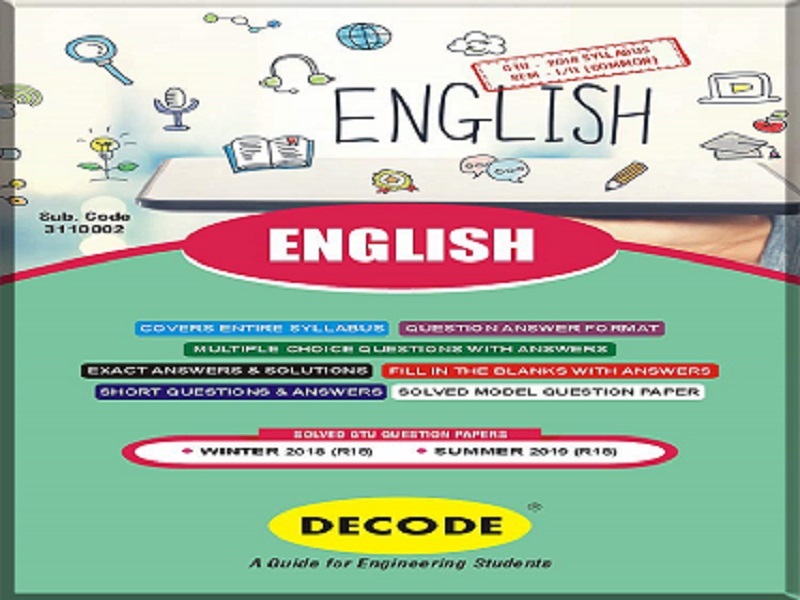 GTU - 2018 SYLLABUS
SEM - I/II (COMMON)
ENGLISH
Sub. Code
3110002
ENGLISH
COVERS ENTIRE SYLLABUS QUESTION ANSWER FORMAT
MULTIPLE CHOICE QUESTIONS WITH ANSWERS
EXACT ANSWERS & SOLUTIONS FILL IN THE BLANKS WITH ANSWERS
SHORT QUESTIONS & ANSWERS SOLVED MODEL QUESTION PAPER
SOLVED GTU QUESTION PAPERS
• WINTER 2018 (R18) • SUMMER 2019 (R18)
DECODE ®
A Guide for Engineering Students